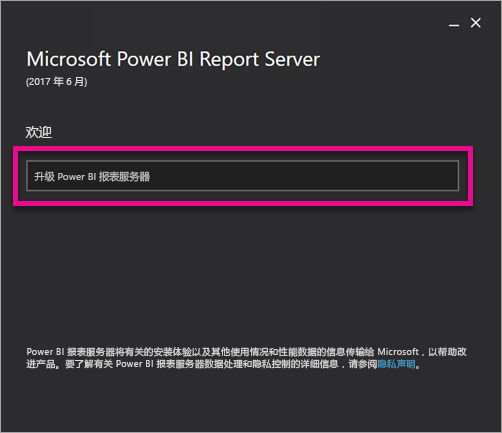 Microsoft Power BI Report Server
(2017 年 6 月)
欢迎
升级 Power BI 报表服务器
Power BI 报表服务器将有关的安装体验以及其他使用情况和性能数据的信息传输给 Microsoft，以帮助改
进产品。要了解有关 Power BI 报表服务器数据处理和隐私控制的详细信息，请参阅隐私声明。